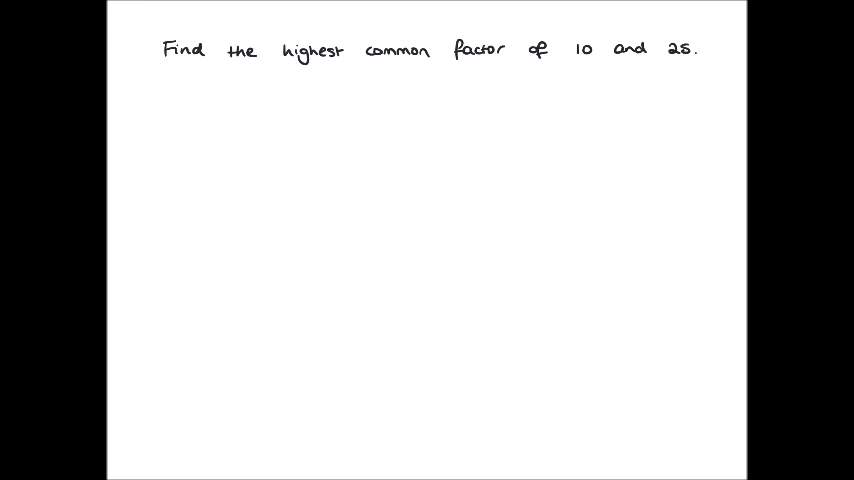 Find the highest common factor of 10 and 25.